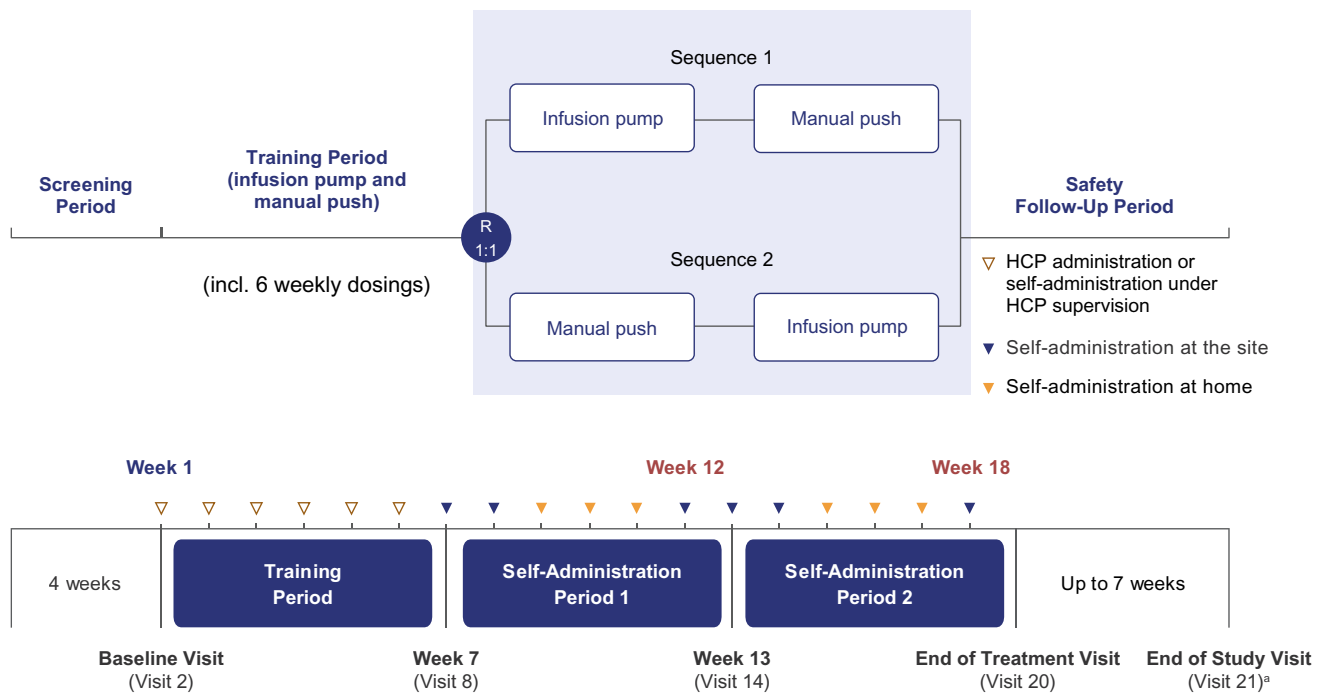 Sequence 1
Infusion pump
Manual push
Screening
Period
Training Period
(infusion pump and
manual push)
R
1:1
Safety
Follow-Up Period
(incl. 6 weekly dosings)
Sequence 2
Manual push
Infusion pump
HCP administration or
self-administration under
HCP supervision
Self-administration at the site
Self-administration at home
Week 1
Week 12
Week 18
4 weeks
Training
Period
Self-Administration
Period 1
Self-Administration
Period 2
Up to 7 weeks
Baseline Visit
(Visit 2)
Week 7
(Visit 8)
Week 13
(Visit 14)
End of Treatment Visit
(Visit 20)
End of Study Visit
(Visit 21)ᵃ